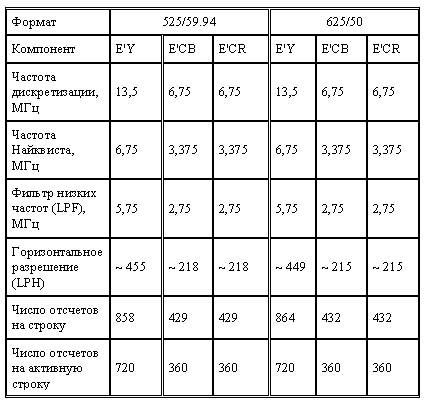 Формат 525/59.94 625/50
Компонент E'Y E'CB E'CR E'Y E'CB E'CR
Частота
дискретизации,
МГц
13,5 6,75 6,75 13,5 6,75 6,75
Частота
Найквиста,
МГц
6,75 3,375 3,375 6,75 3,375 3,375
Фильтр низких
частот (LPF),
МГц
5,75 2,75 2,75 5,75 2,75 2,75
Горизонтальное
разрешение
(LPH)
~ 455 ~ 218 ~ 218 ~ 449 ~ 215 ~ 215
Число отсчетов
на строку
858 429 429 864 432 432
Число отсчетов
на активную
строку
720 360 360 720 360 360